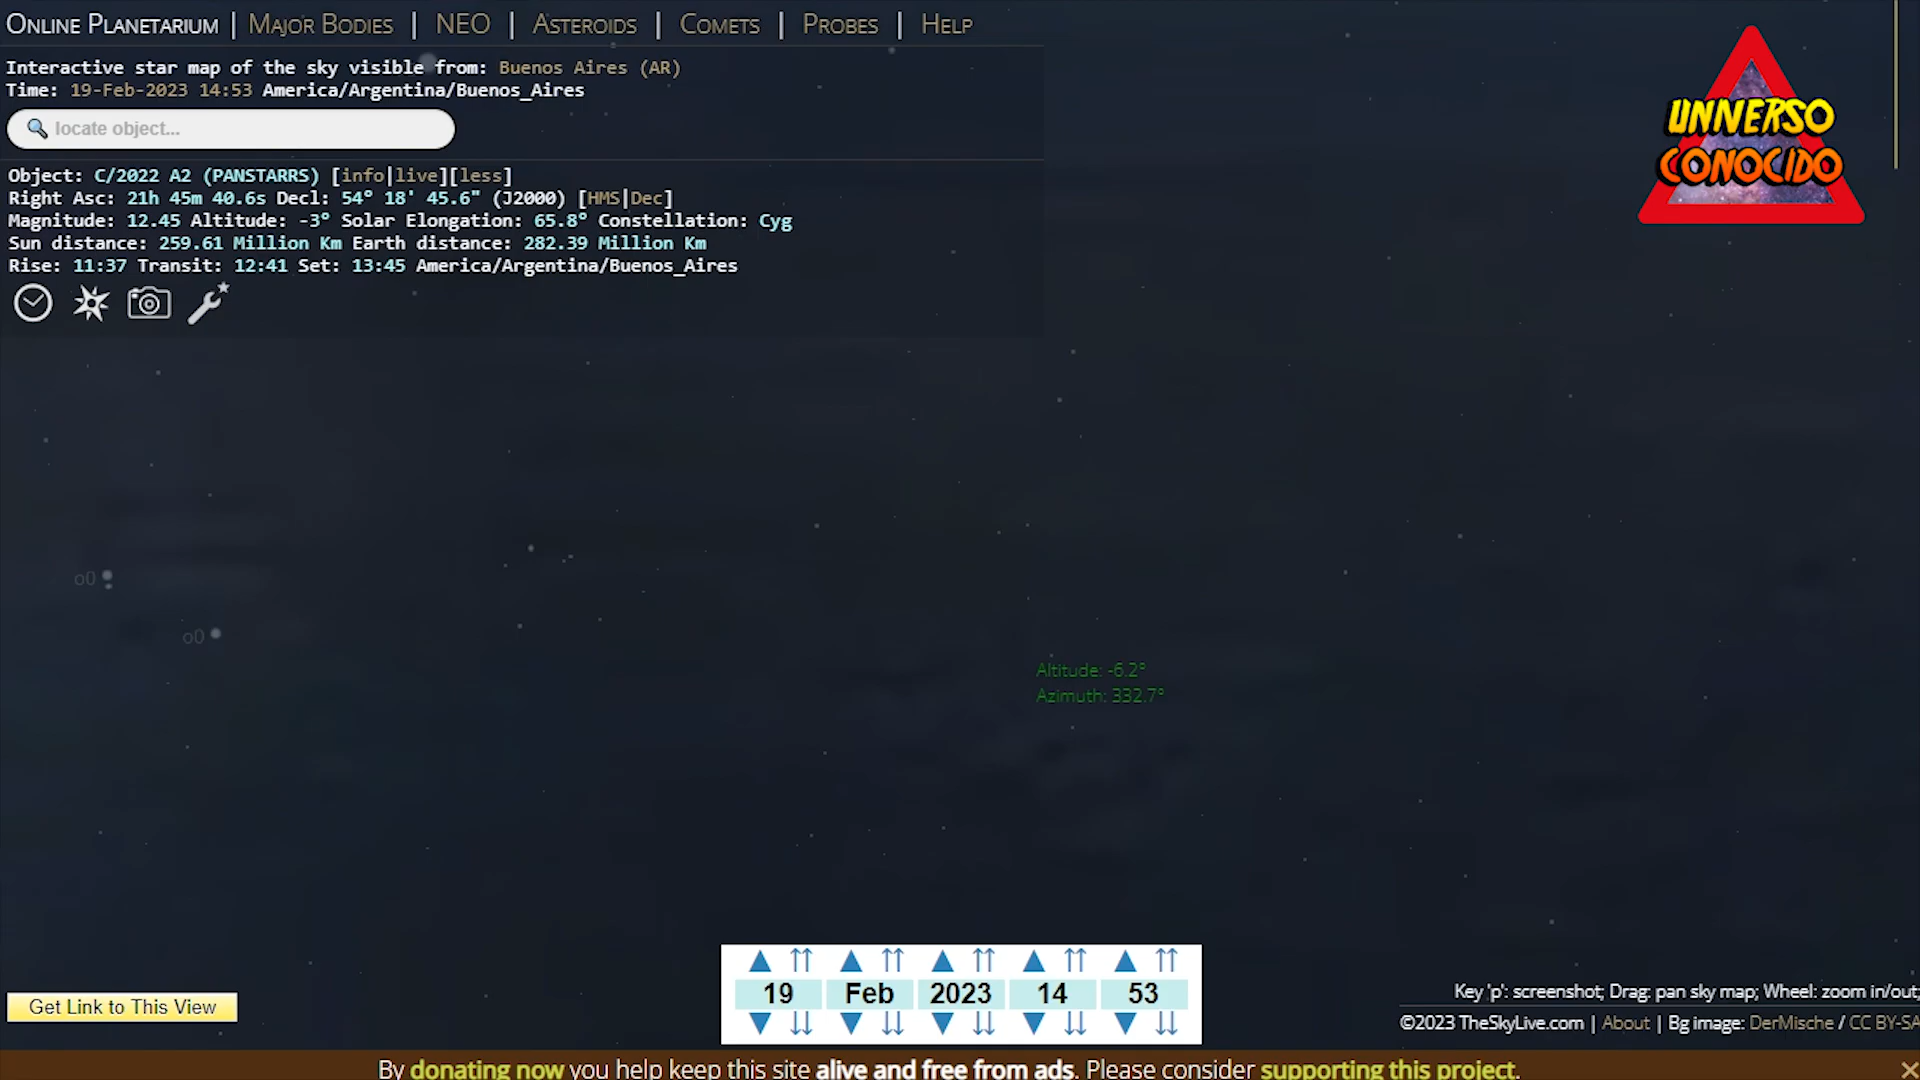 ONLINE PLANETARIUM | MAJOR BODIES | NEO | ASTEROIDS | COMETS | PROBES | HELP
Interactive star map of the sky visible from: Buenos Aires (AR)
Time: 19-Feb-2023 14:53 America/Argentina/Buenos_Aires
locate object...
UNIVERSO
CONOCIDO
Object: C/2022 A2 (PANSTARRS) [info|live][less]
Right Asc: 21h 45m 40.6s Decl: 54° 18' 45.6" (J2000) [HMS|Dec]
Magnitude: 12.45 Altitude: -3° Solar Elongation: 65.8° Constellation: Cyg
Sun distance: 259.61 Million Km Earth distance: 282.39 Million Km
Rise: 11:37 Transit: 12:41 Set: 13:45 America/Argentina/Buenos_Aires
o0
o0
Altitude: -6.2°
Azimuth: 332.7°
19 Feb 2023 14 53
Get Link to This View
Key 'p': screenshot; Drag: pan sky map; Wheel: zoom in/out;
©2023 TheSkyLive.com | About | Bg image: DerMische / CC BY-SA
By donating now you help keep this site alive and free from ads. Please consider supporting this project.